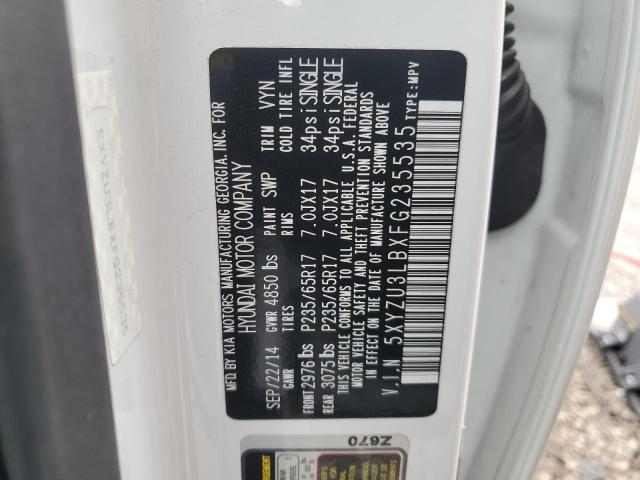 MFD. BY KIA MOTORS MANUFACTURING GEORGIA, INC. FOR
HYUNDAI MOTOR COMPANY
SEP/22/14 GVWR 4850 lbs PAINT SWP TRIM VYN
GAWR TIRES RIMS COLD TIRE INFL
FRONT 2976 lbs P235/65R17 7.0JX17 34psi SINGLE
REAR 3075 lbs P235/65R17 7.0JX17 34psi SINGLE
THIS VEHICLE CONFORMS TO ALL APPLICABLE U.S.A. FEDERAL
MOTOR VEHICLE SAFETY AND THEFT PREVENTION STANDARDS
IN EFFECT ON THE DATE OF MANUFACTURE SHOWN ABOVE
V.I.N 5XYZU3LBXFG235535 TYPE:MPV
Z670